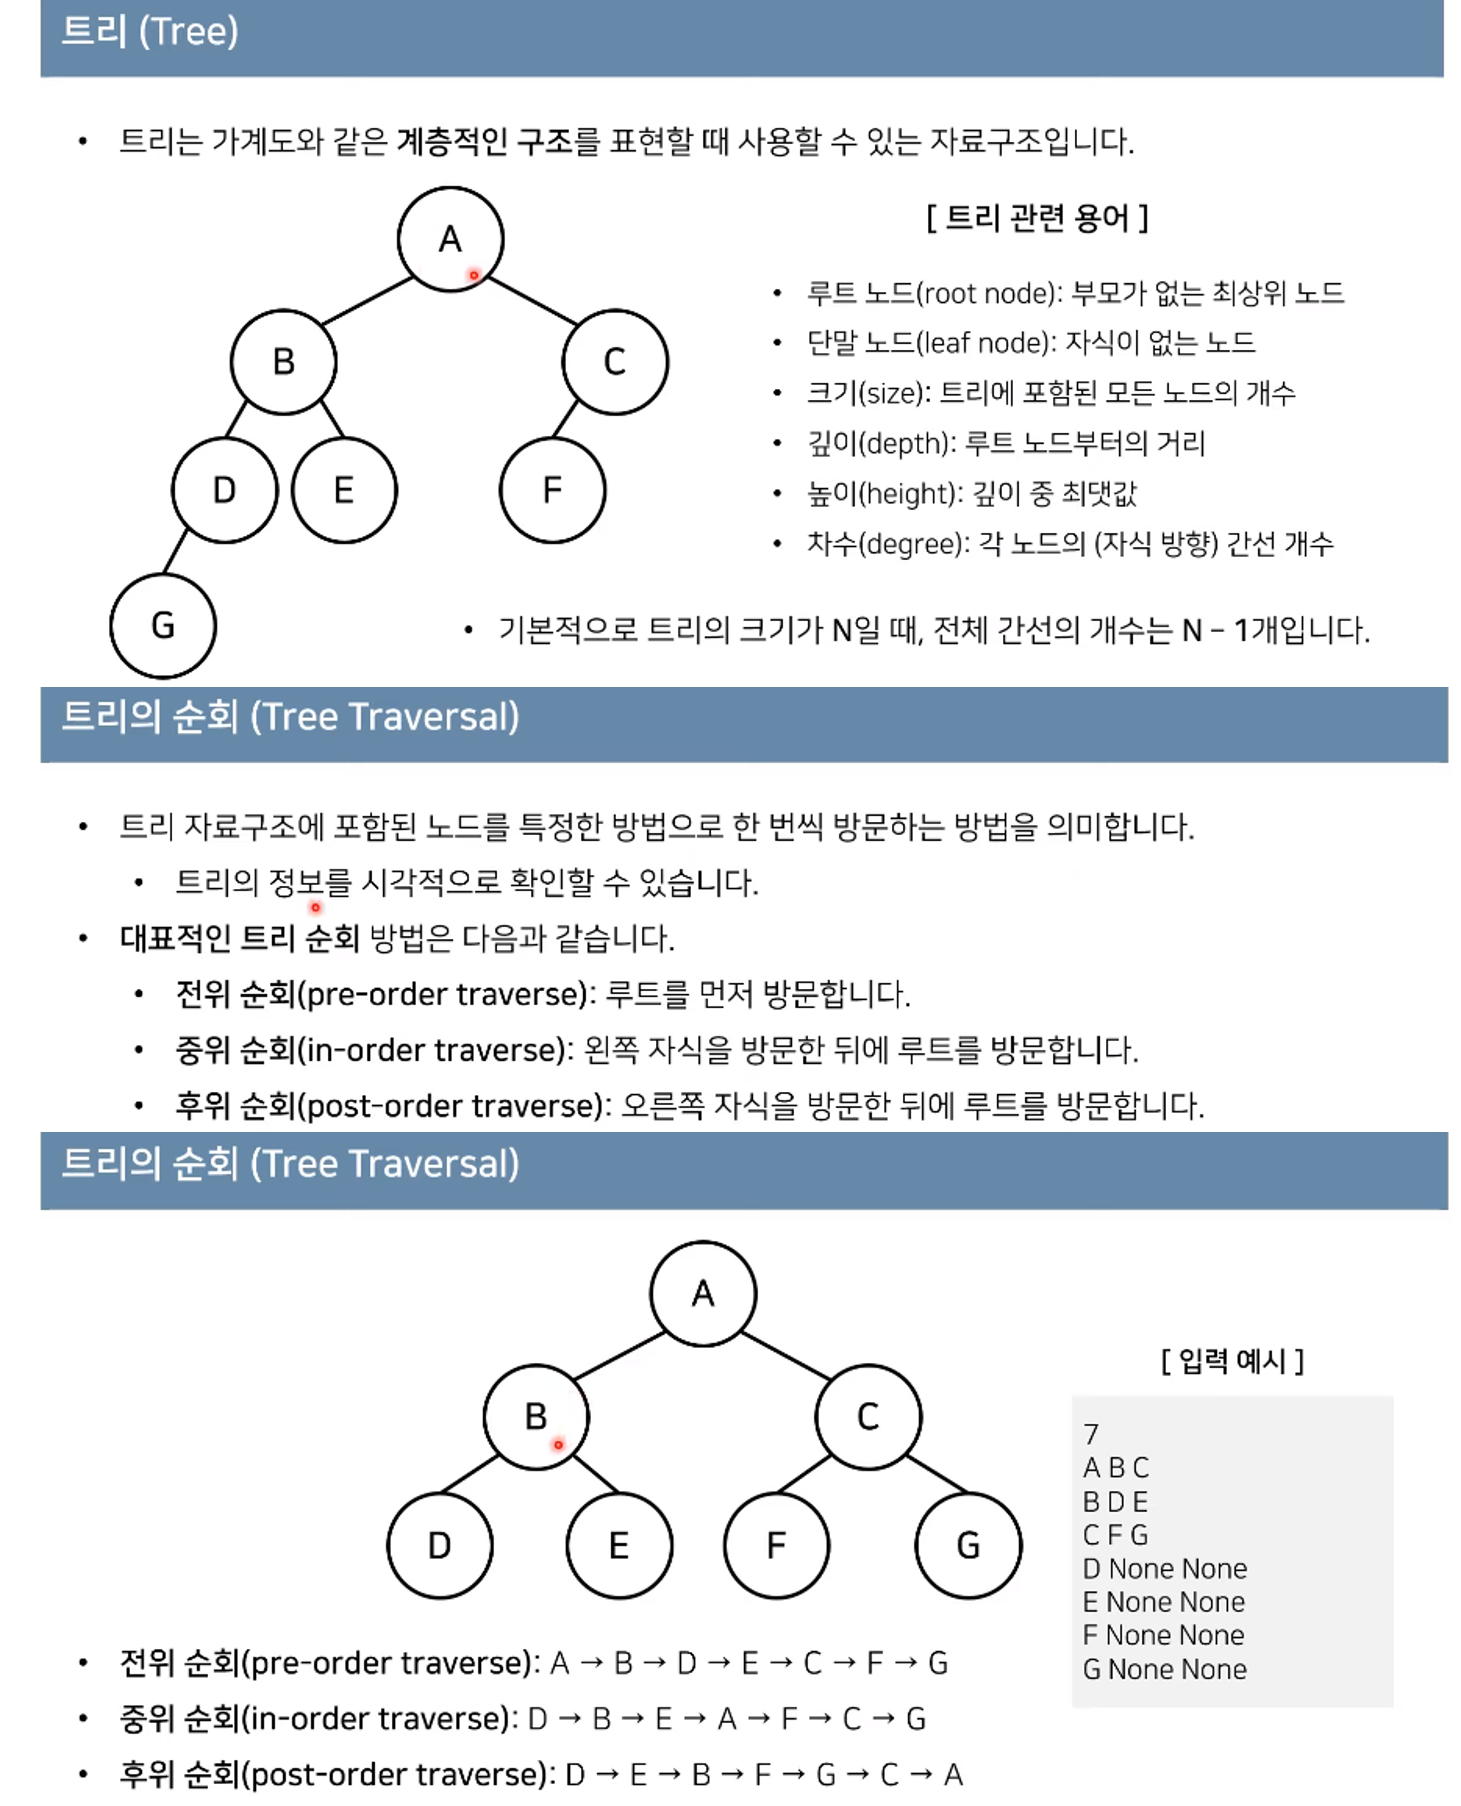 트리 (Tree)
• 트리는 가계도와 같은 계층적인 구조를 표현할 때 사용할 수 있는 자료구조입니다.
A
B
C
D
E
F
G
[ 트리 관련 용어 ]
• 루트 노드(root node): 부모가 없는 최상위 노드
• 단말 노드(leaf node): 자식이 없는 노드
• 크기(size): 트리에 포함된 모든 노드의 개수
• 깊이(depth): 루트 노드부터의 거리
• 높이(height): 깊이 중 최댓값
• 차수(degree): 각 노드의 (자식 방향) 간선 개수
• 기본적으로 트리의 크기가 N일 때, 전체 간선의 개수는 N - 1개입니다.
트리의 순회 (Tree Traversal)
• 트리 자료구조에 포함된 노드를 특정한 방법으로 한 번씩 방문하는 방법을 의미합니다.
• 트리의 정보를 시각적으로 확인할 수 있습니다.
• 대표적인 트리 순회 방법은 다음과 같습니다.
• 전위 순회(pre-order traverse): 루트를 먼저 방문합니다.
• 중위 순회(in-order traverse): 왼쪽 자식을 방문한 뒤에 루트를 방문합니다.
• 후위 순회(post-order traverse): 오른쪽 자식을 방문한 뒤에 루트를 방문합니다.
트리의 순회 (Tree Traversal)
A
B
C
D
E
F
G
[ 입력 예시 ]
7
A B C
B D E
C F G
D None None
E None None
F None None
G None None
• 전위 순회(pre-order traverse): A → B → D → E → C → F → G
• 중위 순회(in-order traverse): D → B → E → A → F → C → G
• 후위 순회(post-order traverse): D → E → B → F → G → C → A